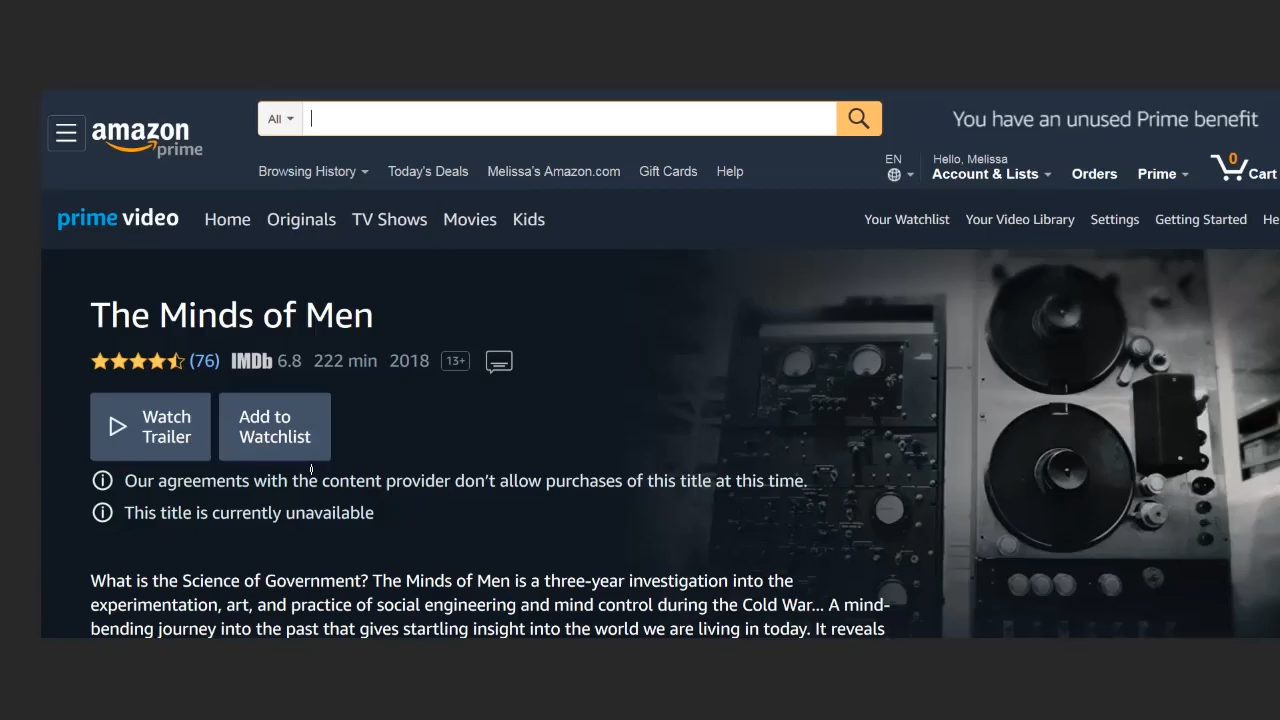 All
You have an unused Prime benefit
amazon prime
Browsing History
Today's Deals
Melissa's Amazon.com
Gift Cards
Help
EN
Hello, Melissa
Account & Lists
Orders
Prime
0
Cart
prime video
Home
Originals
TV Shows
Movies
Kids
Your Watchlist
Your Video Library
Settings
Getting Started
He
The Minds of Men
(76) IMDb 6.8 222 min 2018 13+
Watch
Trailer
Add to
Watchlist
Our agreements with the content provider don't allow purchases of this title at this time.
This title is currently unavailable
What is the Science of Government? The Minds of Men is a three-year investigation into the
experimentation, art, and practice of social engineering and mind control during the Cold War... A mind-
bending journey into the past that gives startling insight into the world we are living in today. It reveals